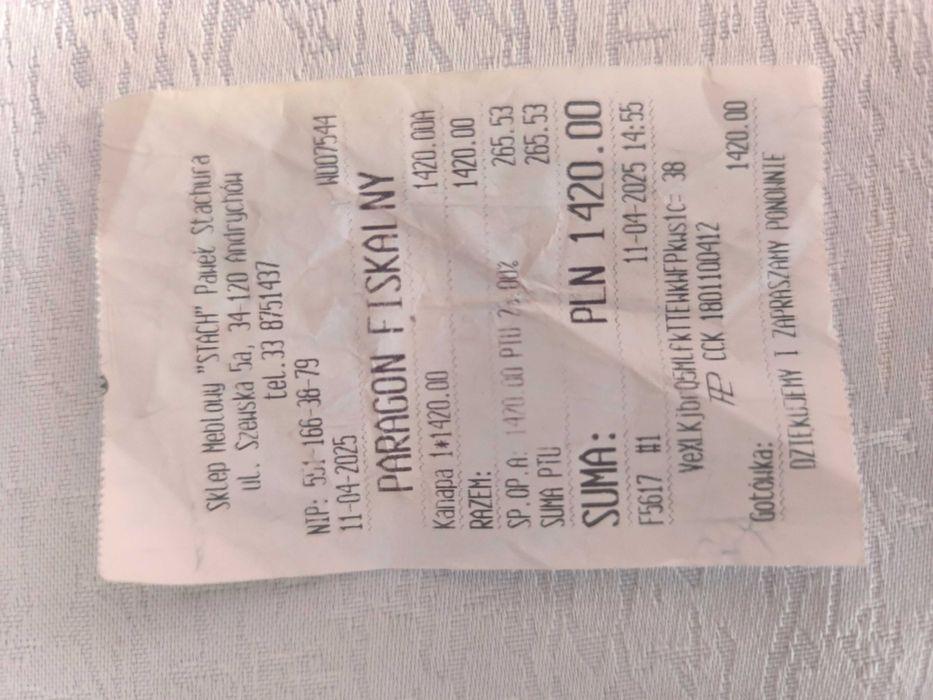 Sklep Meblowy "STACH" Paweł Stachura
ul. Szewska 5a, 34-120 Andrychów
tel.33 8751437
NIP: 551-166-38-79
11-04-2025 W007544
PARAGON FISKALNY
Kanapa 1*1420.00 1420.00A
RAZEM: 1420.00
SP.OP.A: 1420.00 PTU 23.00% 265.53
SUMA PTU 265.53
SUMA: PLN 1420.00
F5617 #1 11-04-2025 14:55
38
CCK 1801100412
Gotówka: 1420.00
DZIEKUJEMY I ZAPRASZAMY PONOWNIE